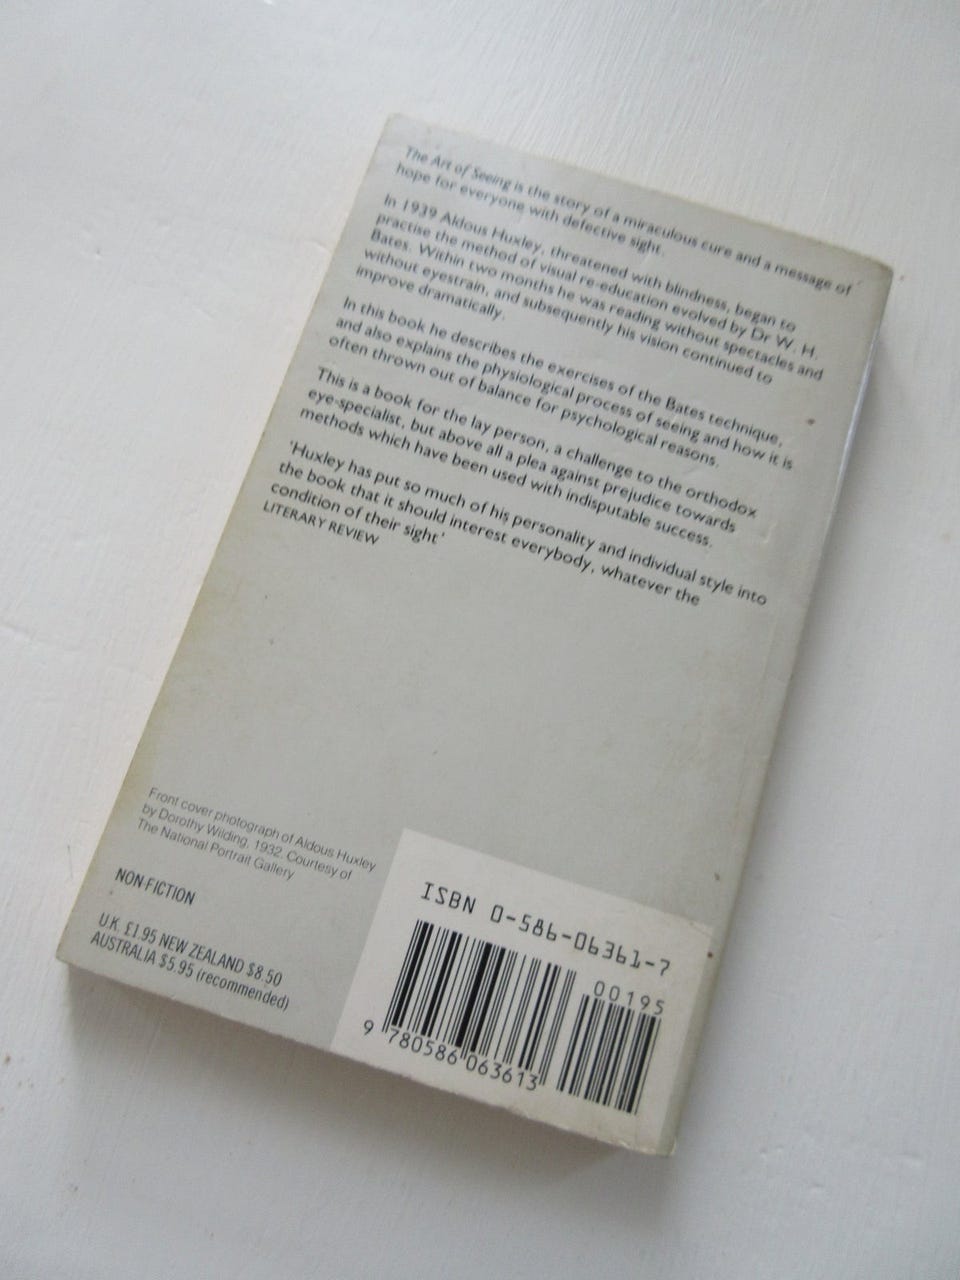 The Art of Seeing is the story of a miraculous cure and a message of
hope for everyone with defective sight.
In 1939 Aldous Huxley, threatened with blindness, began to
practise the method of visual re-education evolved by Dr W. H.
Bates. Within two months he was reading without spectacles and
without eyestrain, and subsequently his vision continued to
improve dramatically.
In this book he describes the exercises of the Bates technique,
and also explains the physiological process of seeing and how it is
often thrown out of balance for psychological reasons.
This is a book for the lay person, a challenge to the orthodox
eye-specialist, but above all a plea against prejudice towards
methods which have been used with indisputable success.
'Huxley has put so much of his personality and individual style into
the book that it should interest everybody, whatever the
condition of their sight'
LITERARY REVIEW
Front cover photograph of Aldous Huxley
by Dorothy Wilding, 1932. Courtesy of
The National Portrait Gallery
NON-FICTION
U.K. £1.95 NEW ZEALAND $8.50
AUSTRALIA $5.95 (recommended)
ISBN 0-586-06361-7
00195
9 780586 063613